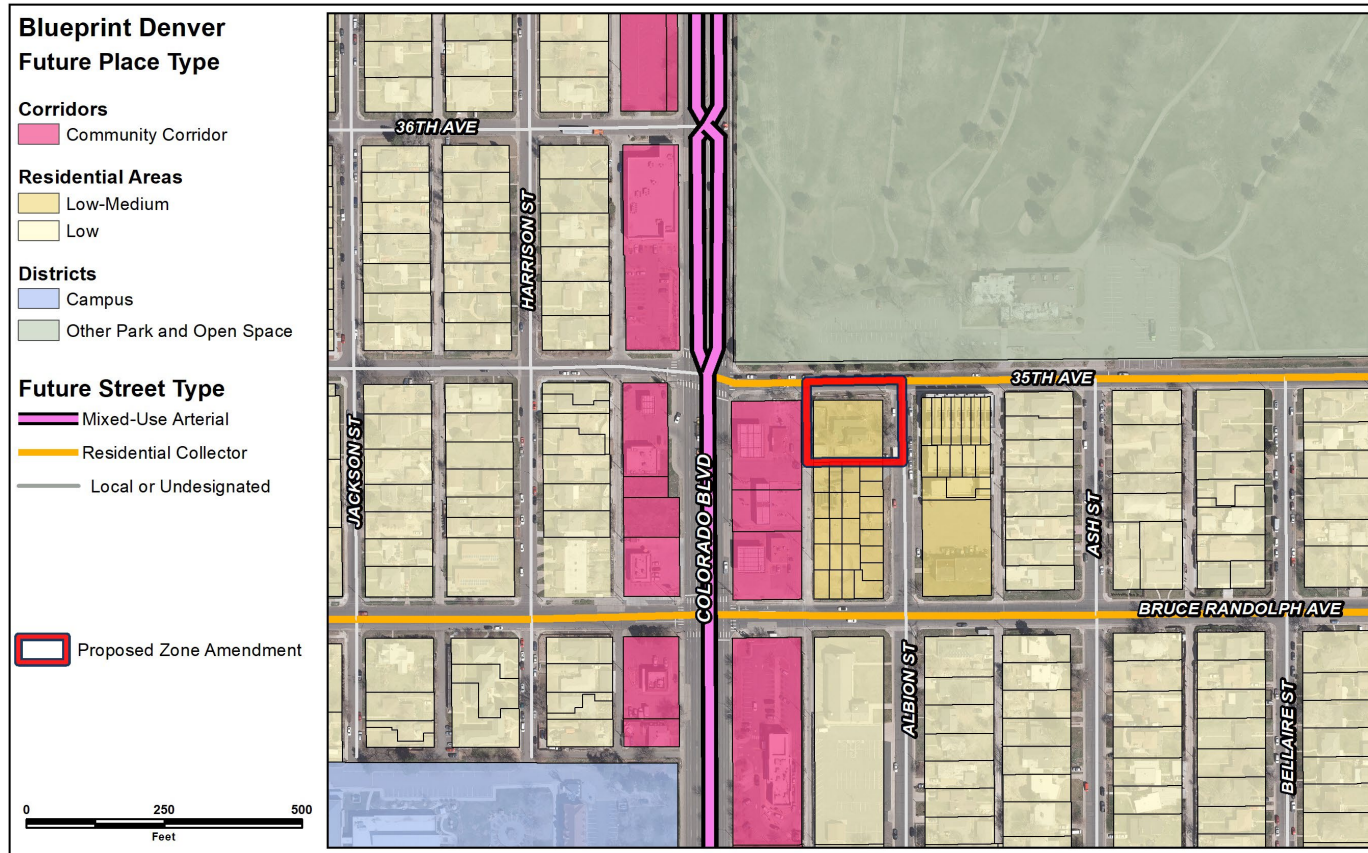 Blueprint Denver
Future Place Type
Corridors
Community Corridor
Residential Areas
Low-Medium
Low
Districts
Campus
Other Park and Open Space
Future Street Type
Mixed-Use Arterial
Residential Collector
Local or Undesignated
Proposed Zone Amendment
0 250 500
Feet
36TH AVE
HARRISON ST
35TH AVE
JACKSON ST
COLORADO BLVD
ASH ST
BRUCE RANDOLPH AVE
ALBION ST
BELLAIRE ST